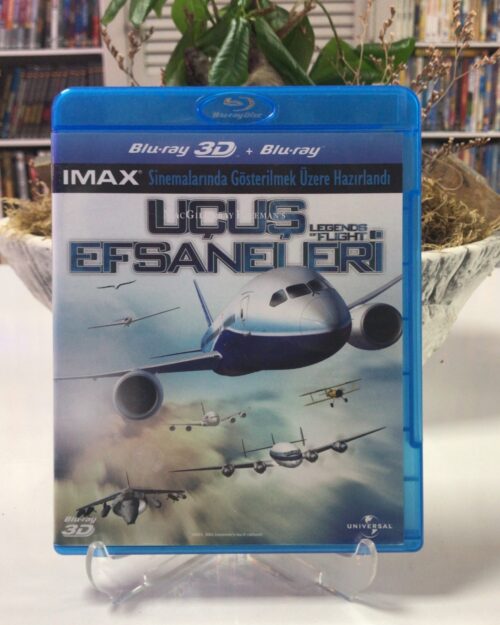 Blu-ray Disc
Blu-ray 3D + Blu-ray
IMAX Sinemalarında Gösterilmek Üzere Hazırlandı
UÇUŞ
LEGENDS
OF FLIGHT
EFSANELERİ
Blu-ray
3D
UNIVERSAL